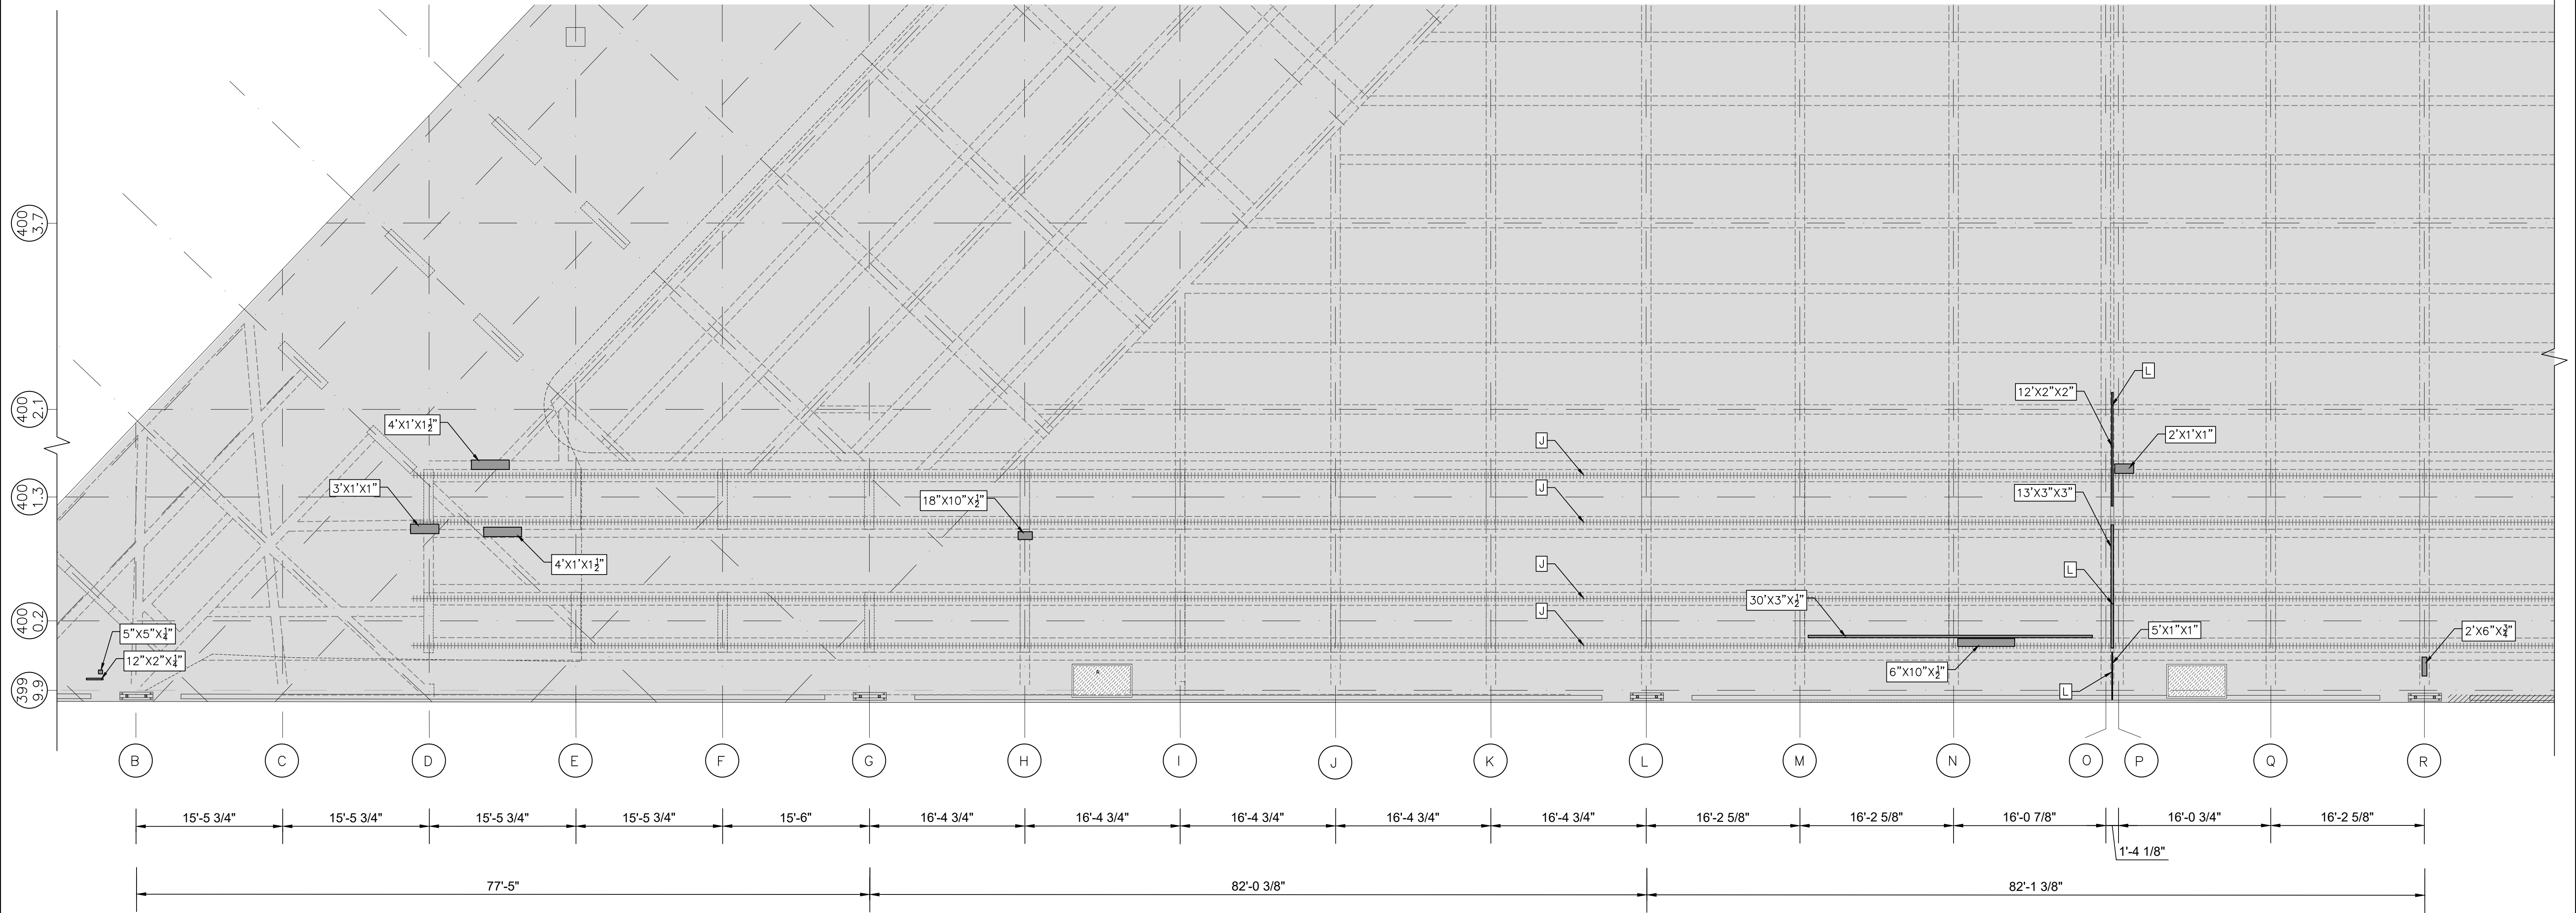 400
3.7
400
2.1
400
1.3
400
0.2
399
9.9
4'X1'X1½"
3'X1'X1"
4'X1'X1½"
18"X10"X½"
5"X5"X¼"
12"X2"X¼"
J
J
J
J
L
12'X2"X2"
2'X1'X1"
13'X3"X3"
L
30'X3"X½"
5'X1"X1"
6"X10"X½"
L
2'X6"X¾"
B
C
D
E
F
G
H
I
J
K
L
M
N
O
P
Q
R
15'-5 3/4"
15'-5 3/4"
15'-5 3/4"
15'-5 3/4"
15'-6"
16'-4 3/4"
16'-4 3/4"
16'-4 3/4"
16'-4 3/4"
16'-4 3/4"
16'-2 5/8"
16'-2 5/8"
16'-0 7/8"
16'-0 3/4"
16'-2 5/8"
1'-4 1/8"
77'-5"
82'-0 3/8"
82'-1 3/8"